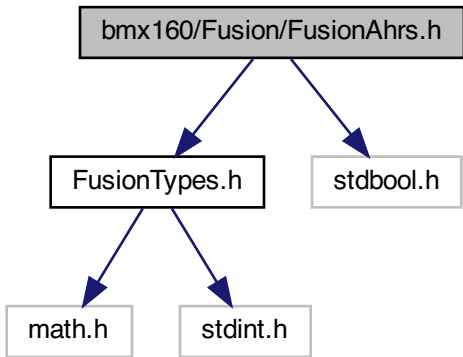 bmx160/Fusion/FusionAhrs.h
FusionTypes.h
stdbool.h
math.h
stdint.h